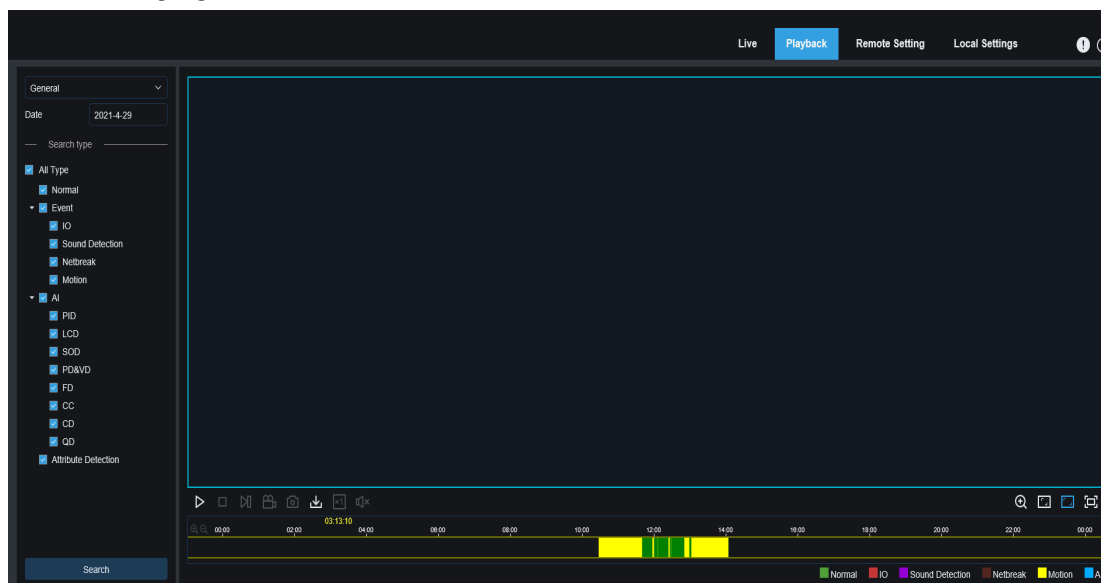 Live Playback Remote Setting Local Settings
General
Date 2021-4-29
Search type
All Type
Normal
Event
IO
Sound Detection
Netbreak
Motion
AI
PID
LCD
SOD
PD&VD
FD
CC
CD
QD
Attribute Detection
Search
x1
03:13:10
00:00 02:00 04:00 06:00 08:00 10:00 12:00 14:00 16:00 18:00 20:00 22:00 00:00
Normal IO Sound Detection Netbreak Motion A